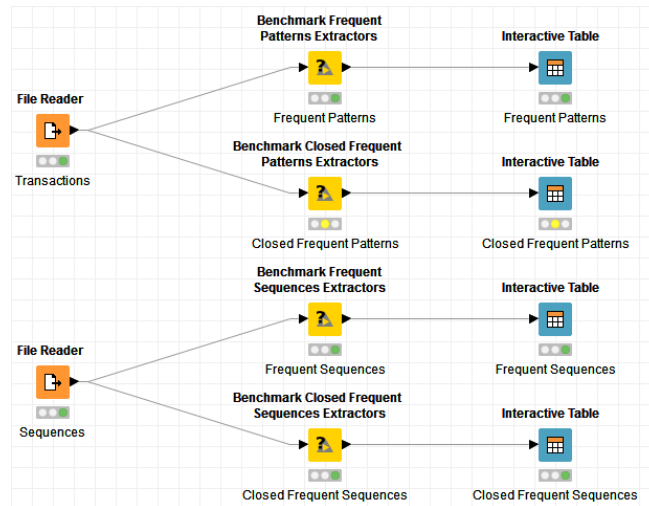 Benchmark Frequent
Patterns Extractors
Interactive Table
File Reader
Frequent Patterns
Frequent Patterns
Benchmark Closed Frequent
Patterns Extractors
Interactive Table
Transactions
Closed Frequent Patterns
Closed Frequent Patterns
Benchmark Frequent
Sequences Extractors
Interactive Table
File Reader
Frequent Sequences
Frequent Sequences
Benchmark Closed Frequent
Sequences Extractors
Interactive Table
Sequences
Closed Frequent Sequences
Closed Frequent Sequences